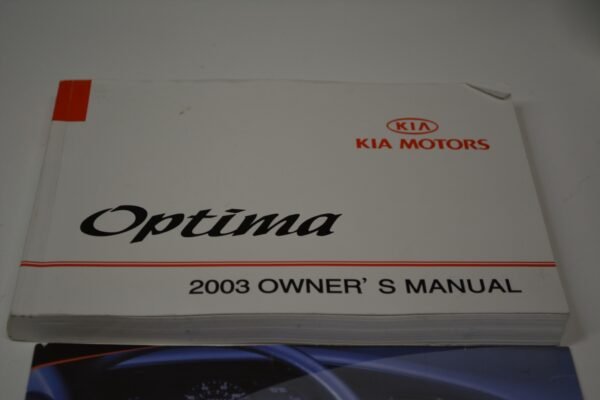 KIA
KIA MOTORS
Optima
2003 OWNER' S MANUAL